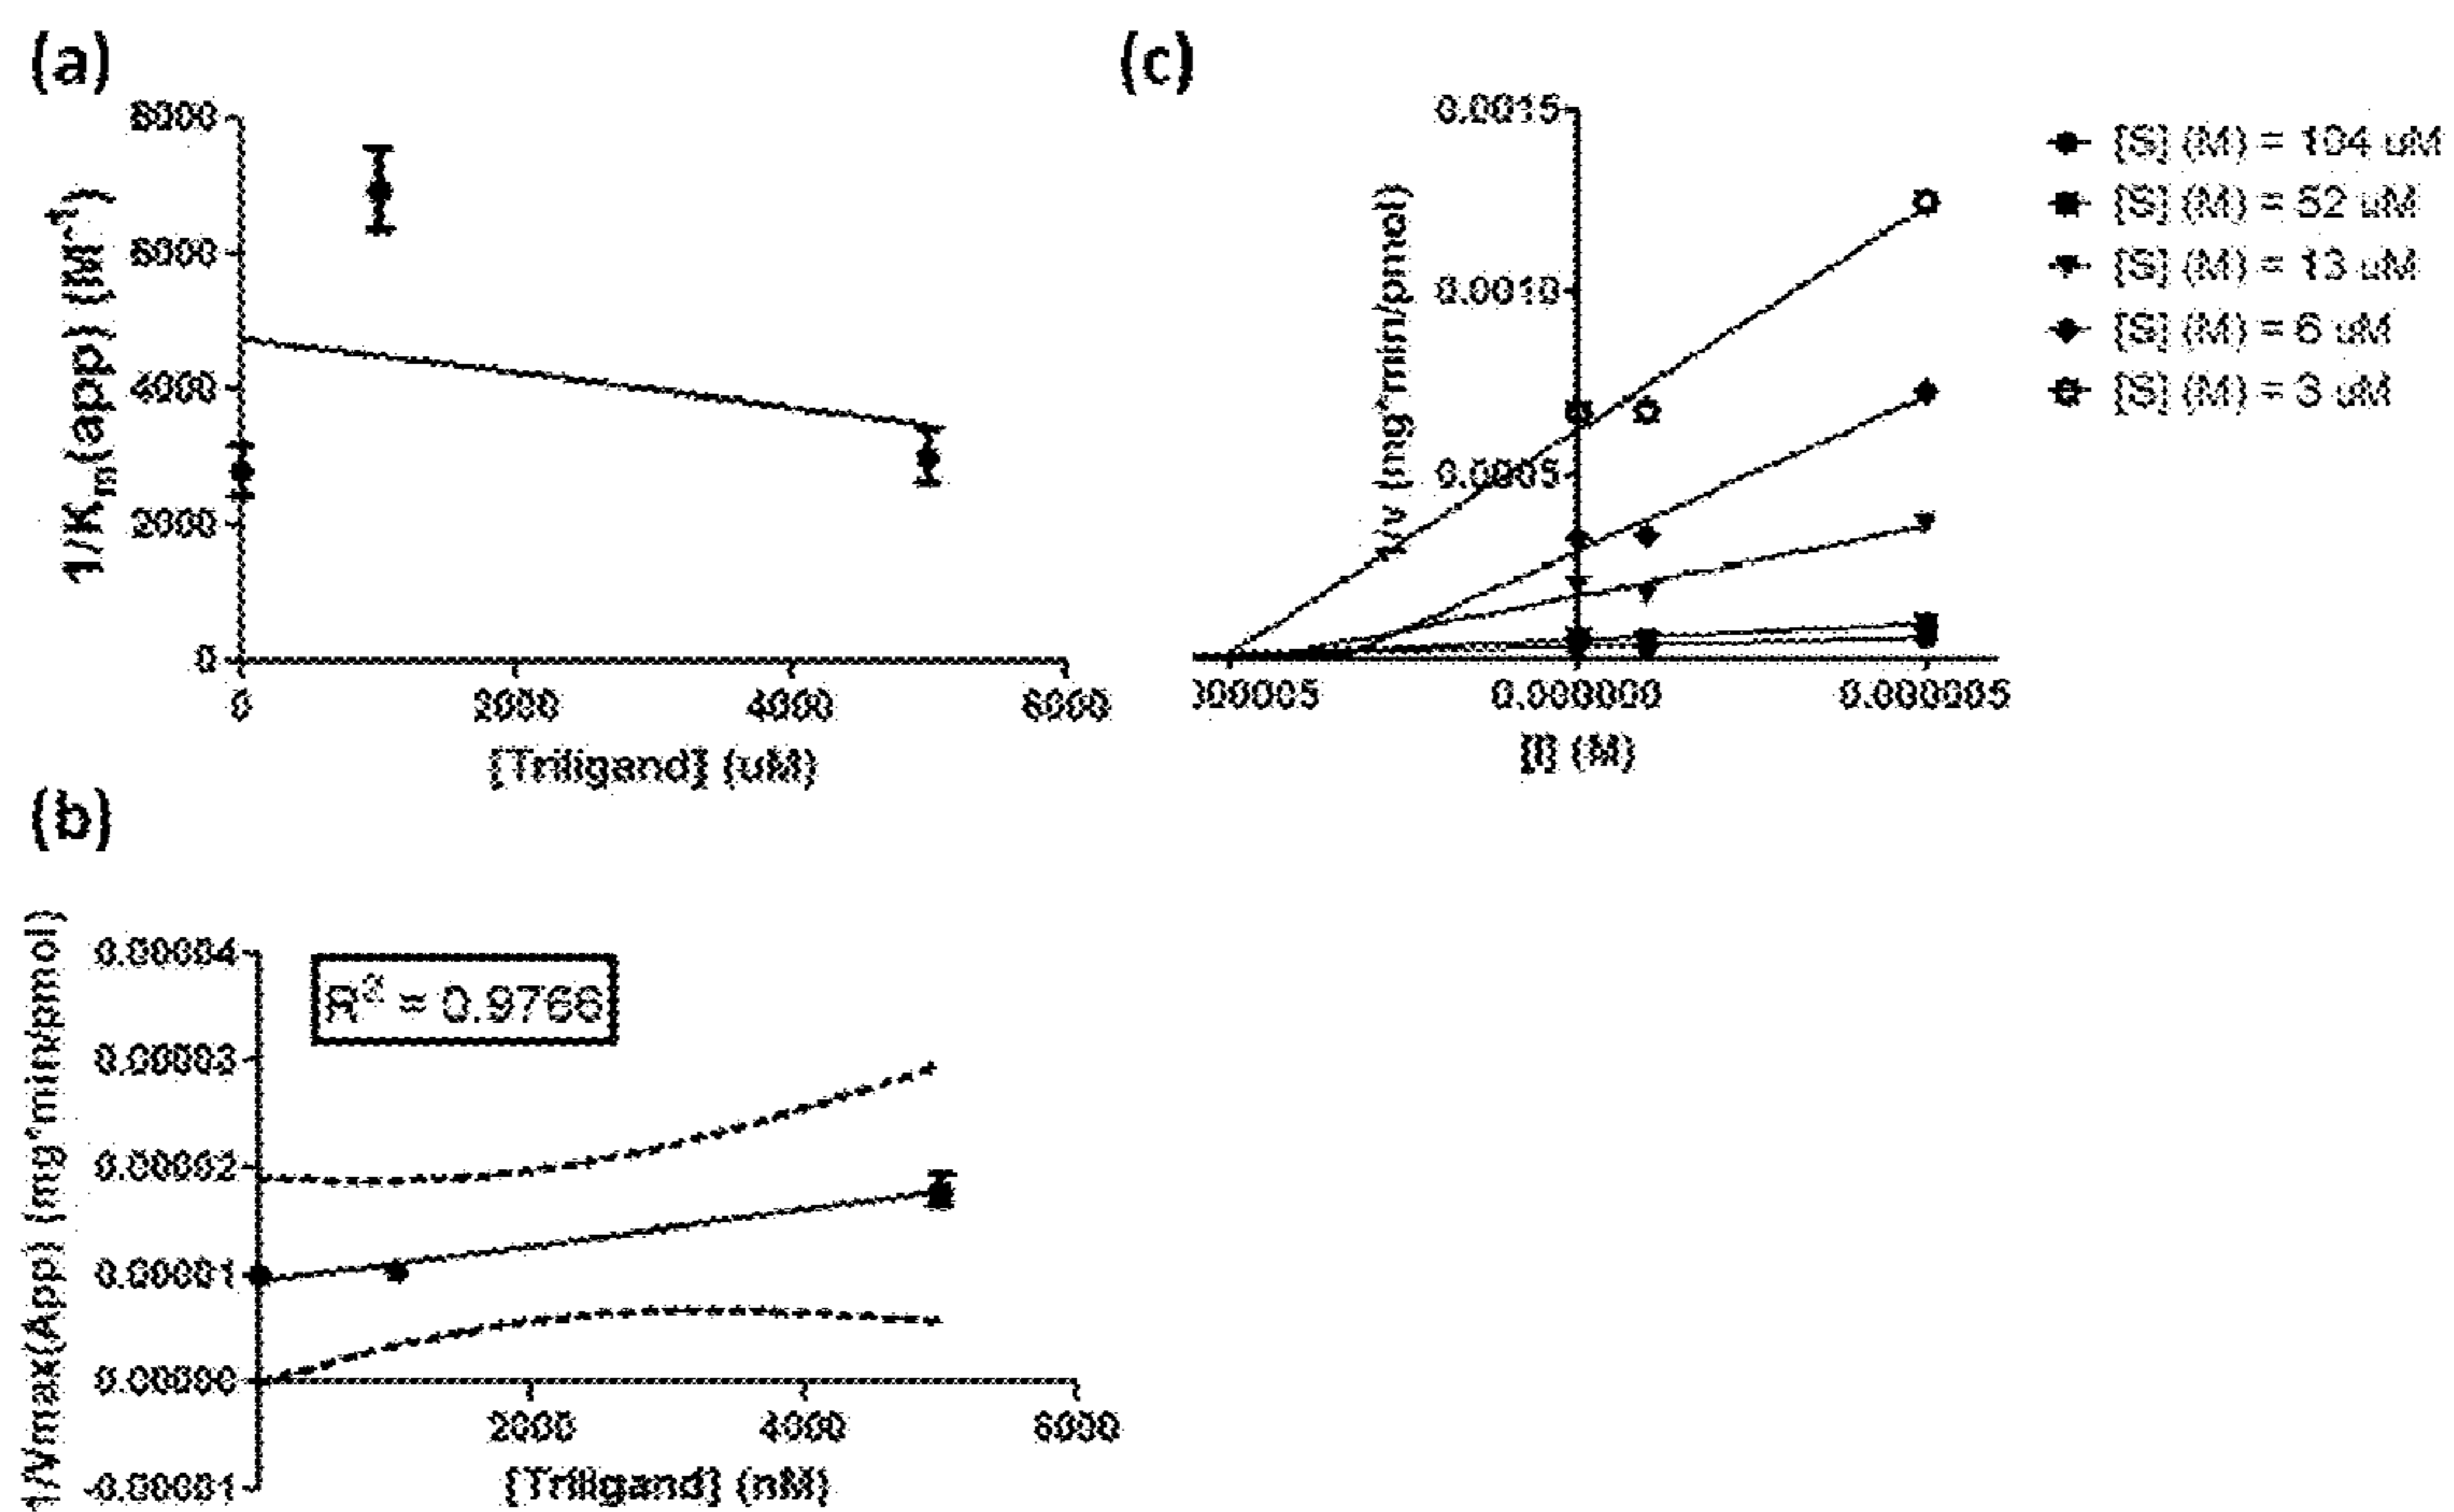 (a)
8000
6000
4000
2000
0
1/Km(app) (M^-1)
0 2000 4000 6000
[Triligand] (uM)
(c)
0.0015
0.0010
0.0005
1/v (mg*min/pmol)
000005 0.000000 0.000005
[I] (M)
[S] (M) = 104 uM
[S] (M) = 52 uM
[S] (M) = 13 uM
[S] (M) = 6 uM
[S] (M) = 3 uM
(b)
0.00004
0.00003
0.00002
0.00001
0.00000
-0.00001
1/Vmax(App) (mg*min/pmol)
R² = 0.9766
2000 4000 6000
[Triligand] (nM)